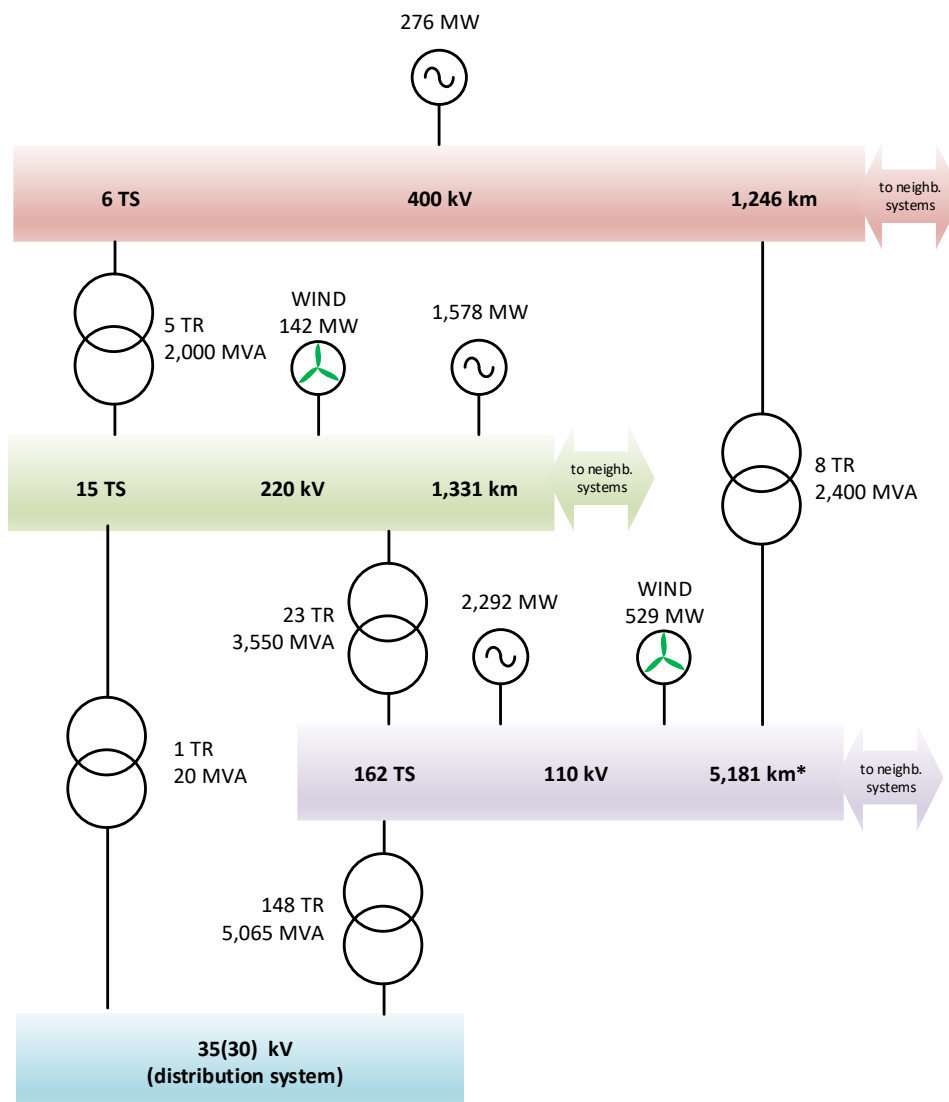 276 MW
6 TS
400 kV
1,246 km
to neighb.
systems
5 TR
2,000 MVA
WIND
142 MW
1,578 MW
8 TR
2,400 MVA
15 TS
220 kV
1,331 km
to neighb.
systems
23 TR
3,550 MVA
2,292 MW
WIND
529 MW
1 TR
20 MVA
162 TS
110 kV
5,181 km*
to neighb.
systems
148 TR
5,065 MVA
35(30) kV
(distribution system)